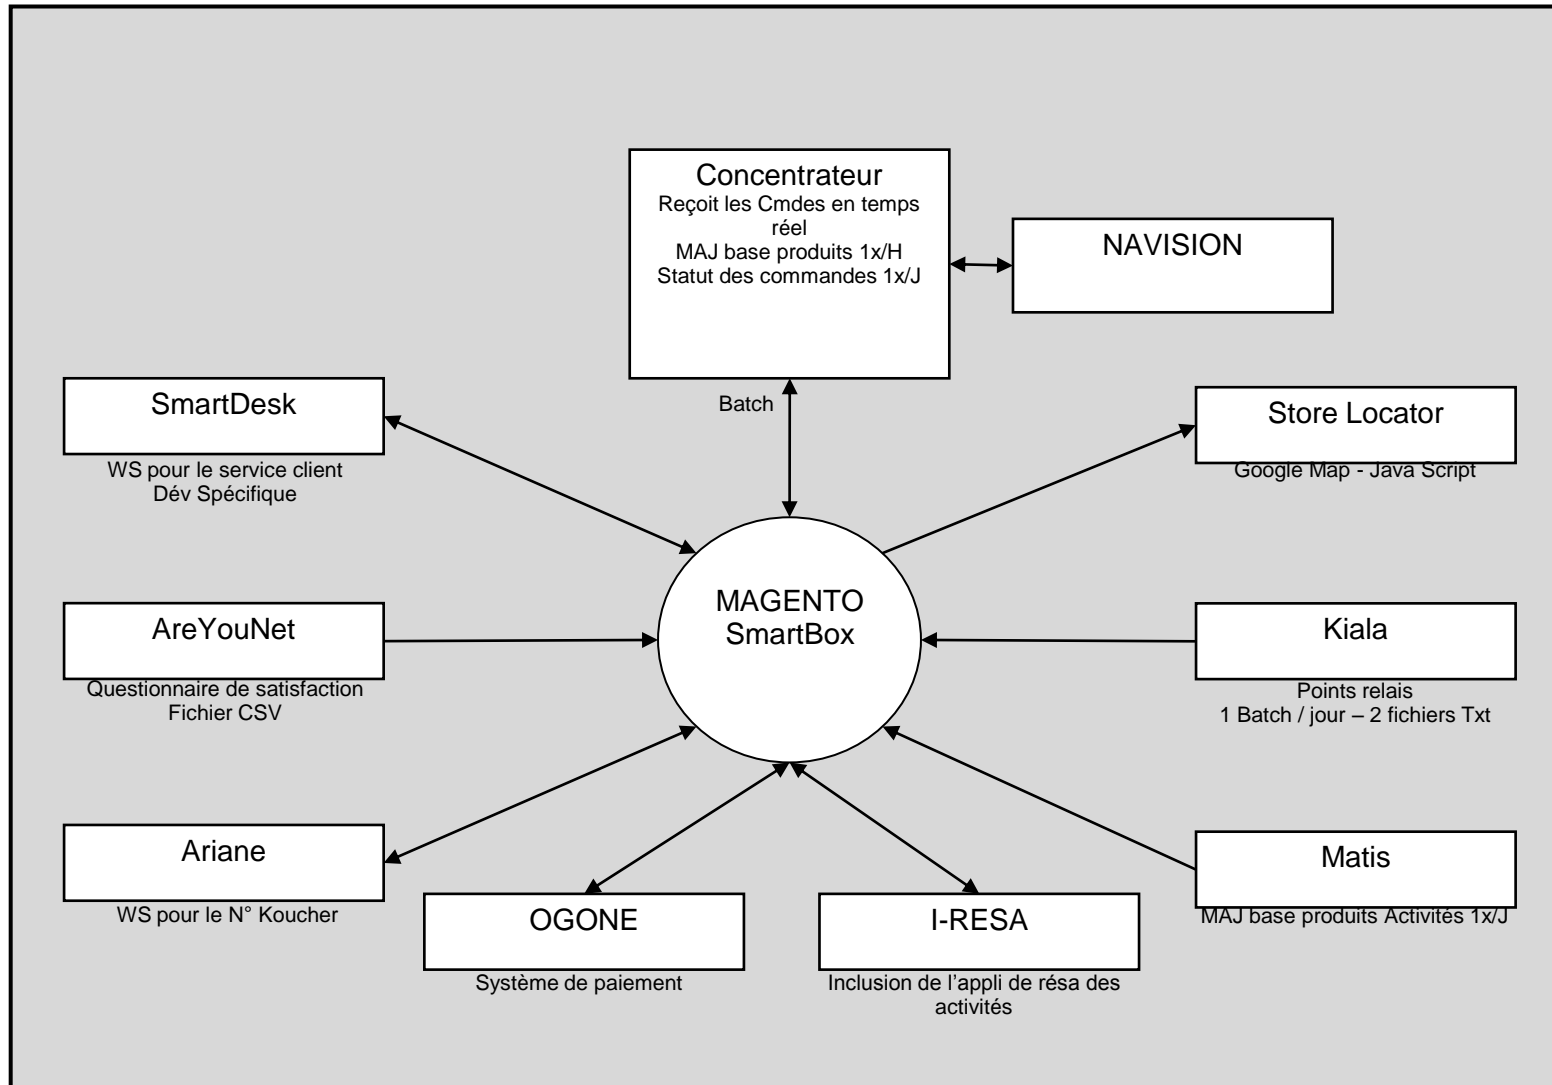 Concentrateur
Reçoit les Cmdes en temps
réel
MAJ base produits 1x/H
Statut des commandes 1x/J
NAVISION
Batch
SmartDesk
WS pour le service client
Dév Spécifique
Store Locator
Google Map - Java Script
MAGENTO
SmartBox
AreYouNet
Questionnaire de satisfaction
Fichier CSV
Kiala
Points relais
1 Batch / jour – 2 fichiers Txt
Ariane
WS pour le N° Koucher
Matis
MAJ base produits Activités 1x/J
OGONE
Système de paiement
I-RESA
Inclusion de l’appli de résa des
activités